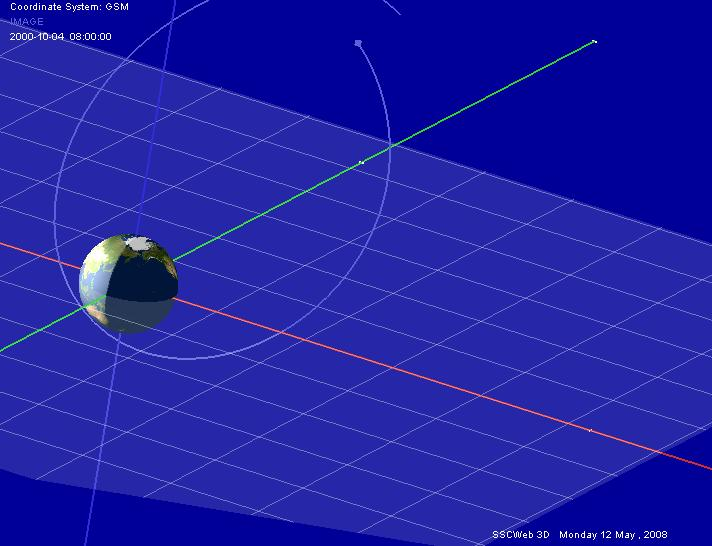 Coordinate System: GSM
IMAGE
2000-10-04 08:00:00
SSCWeb 3D Monday 12 May , 2008